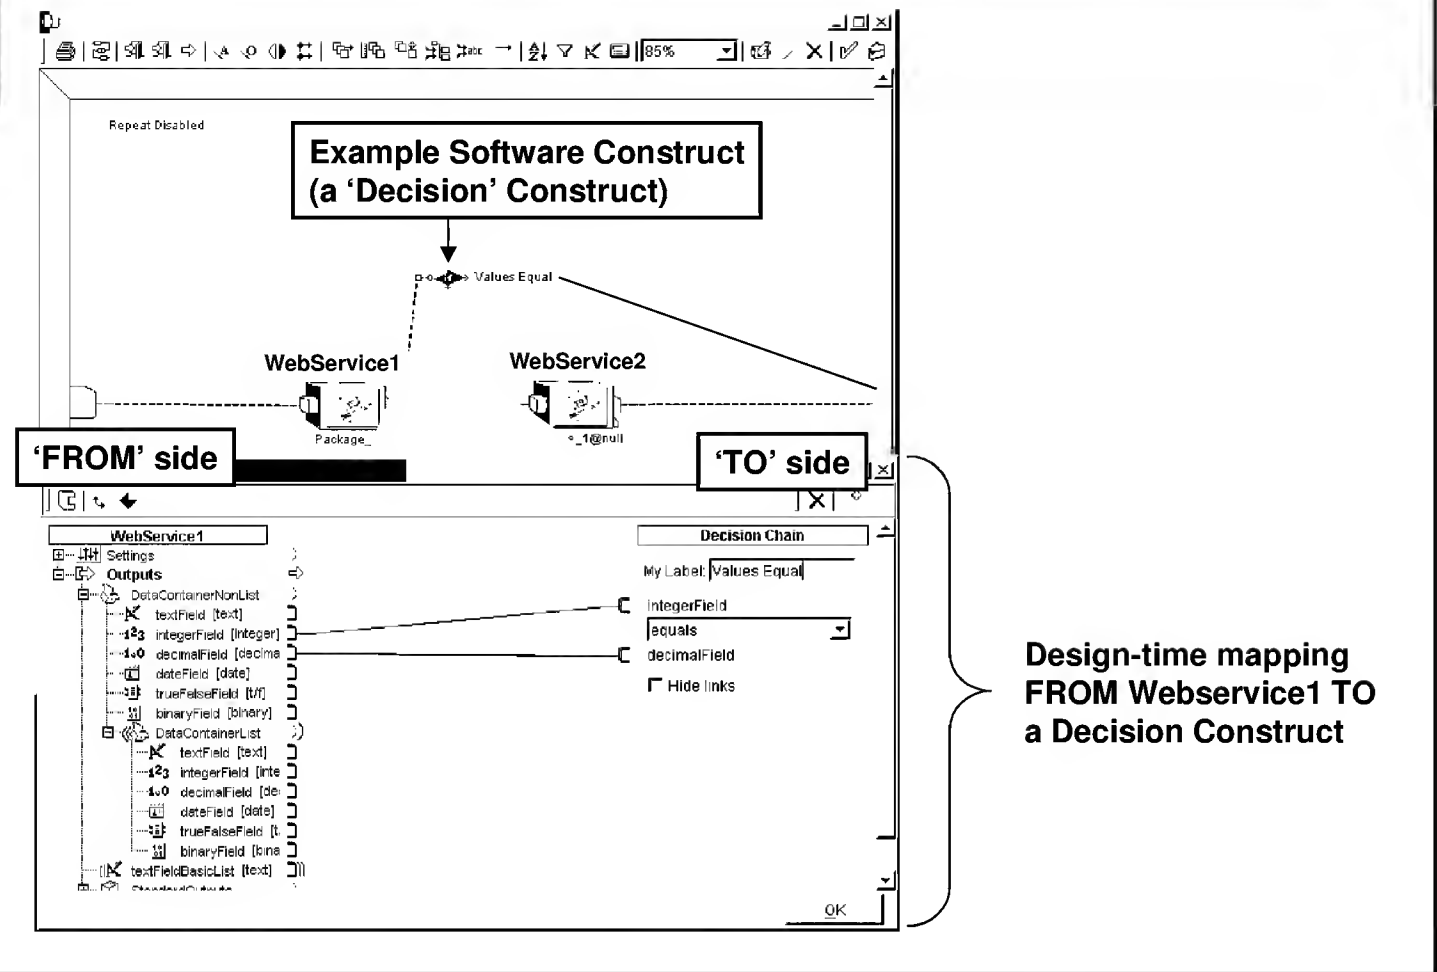 85%
Repeat Disabled
Example Software Construct
(a ‘Decision’ Construct)
Values Equal
WebService1
WebService2
Package_
_1@null
‘FROM’ side
‘TO’ side
WebService1
Decision Chain
Settings
My Label: Values Equal
Outputs
DataContainerNonList
integerField
textField [text]
equals
integerField [integer]
decimalField [decima
decimalField
dateField [date]
Hide links
trueFalseField [t/f]
binaryField [binary]
DataContainerList
textField [text]
integerField [inte
decimalField [de
dateField [date]
trueFalseField [t
binaryField [bina
textFieldBasicList [text]
OK
Design-time mapping
FROM Webservice1 TO
a Decision Construct